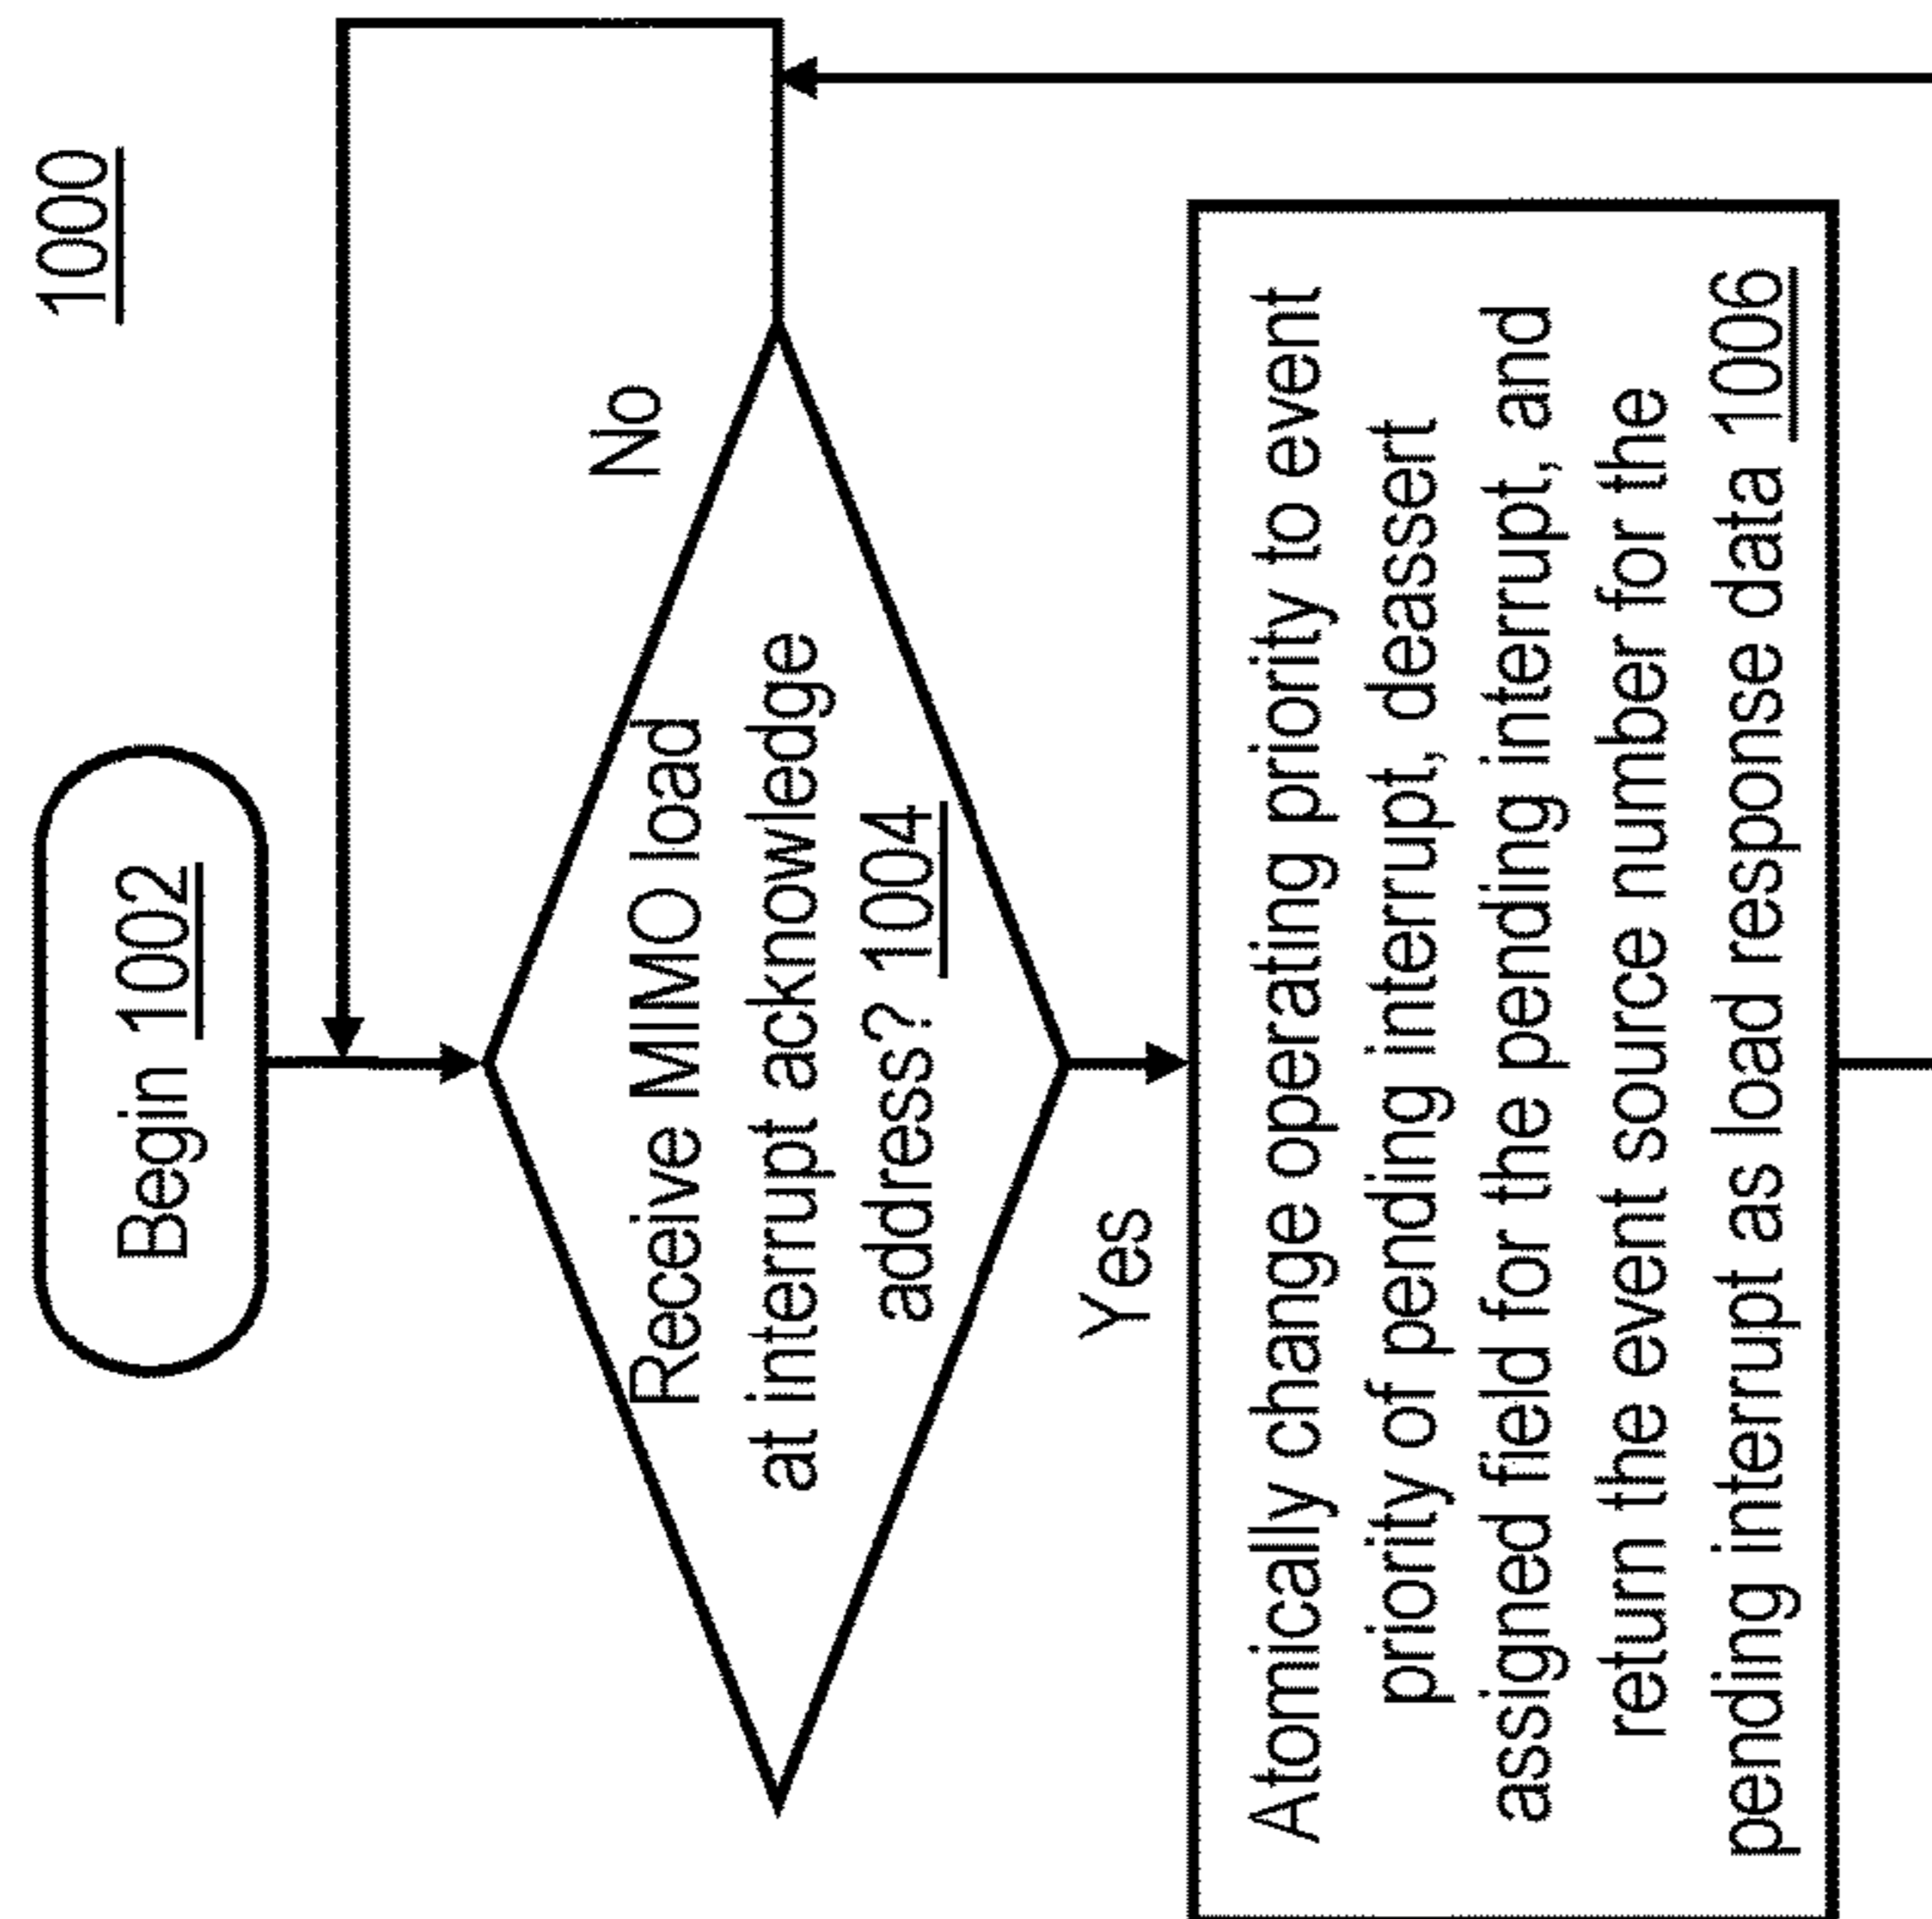 1000
Begin 1002
Receive MIMO load
at interrupt acknowledge
address? 1004
No
Yes
Atomically change operating priority to event
priority of pending interrupt, deassert
assigned field for the pending interrupt, and
return the event source number for the
pending interrupt as load response data 1006